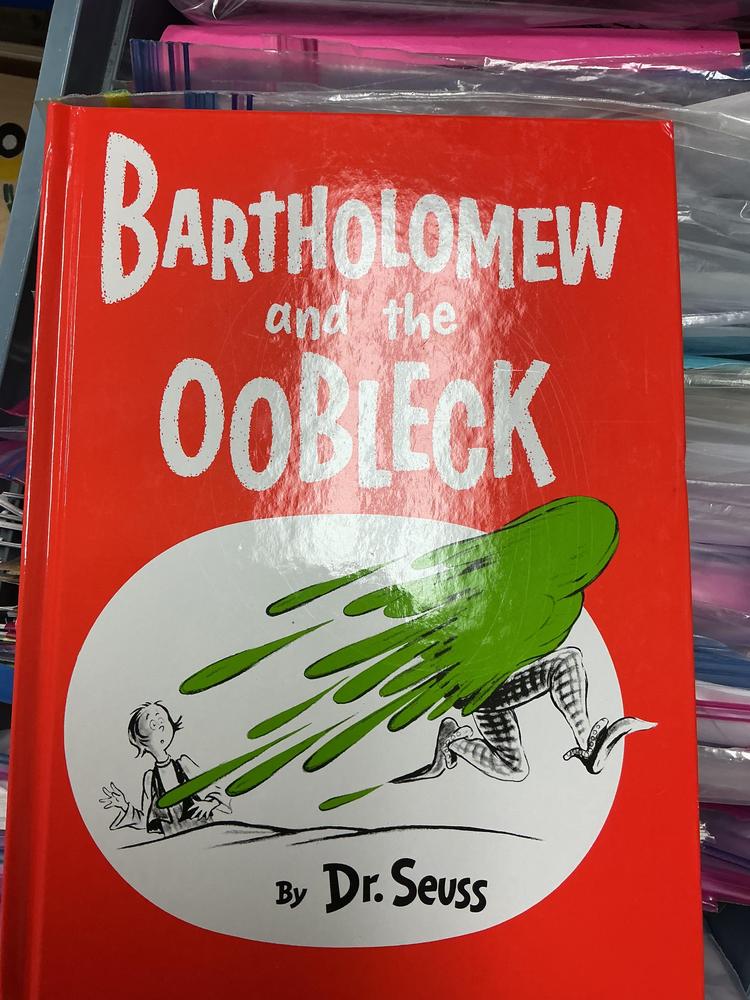 BARTHOLOMEW
and the
OOBLECK
By Dr. Seuss